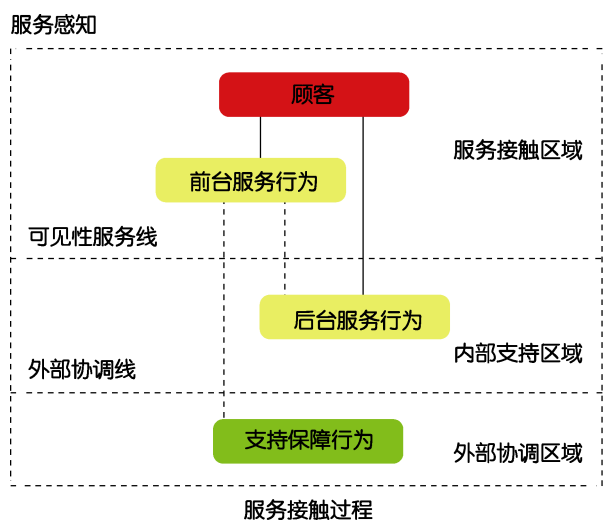 服务感知
顾客
服务接触区域
前台服务行为
可见性服务线
后台服务行为
内部支持区域
外部协调线
支持保障行为
外部协调区域
服务接触过程